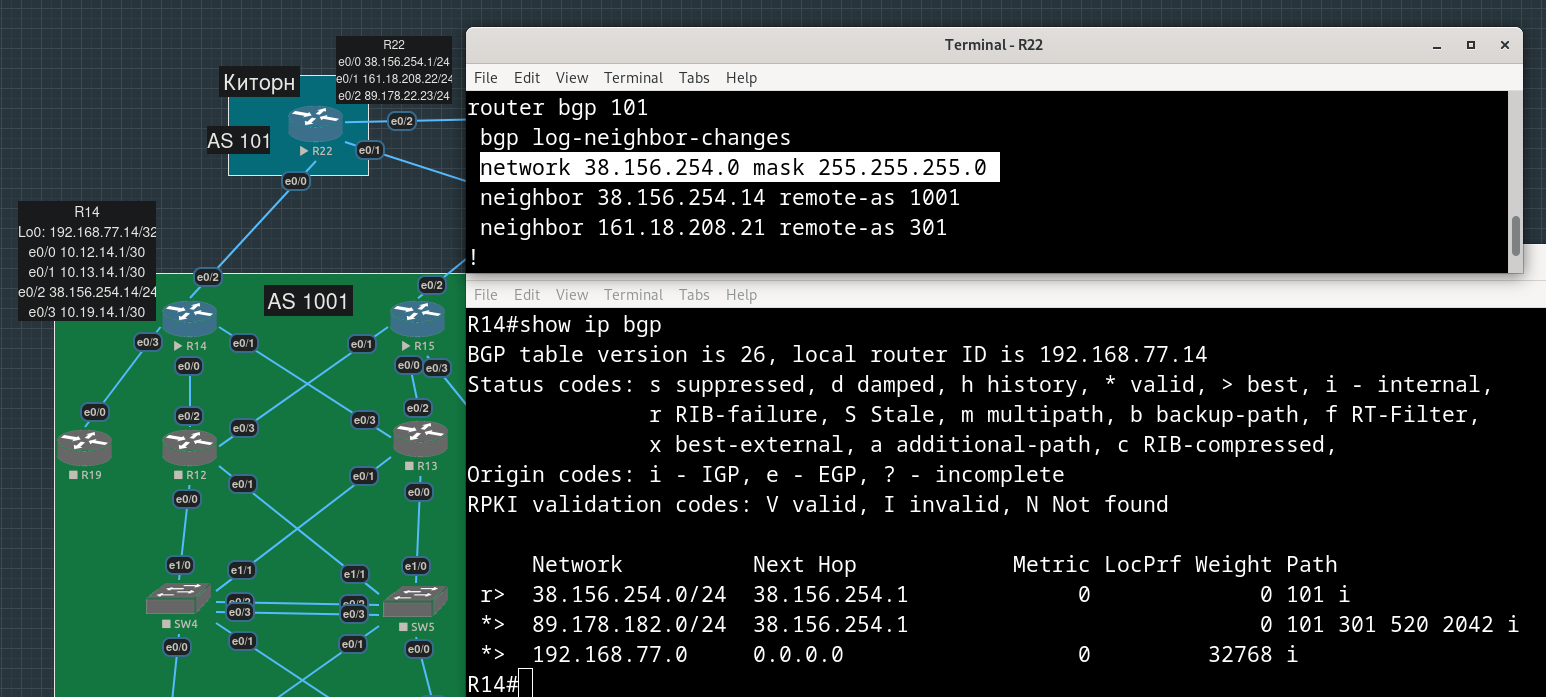 R22
e0/0 38.156.254.1/24
e0/1 161.18.208.22/24
e0/2 89.178.22.23/24
Киторн
AS 101
R22
e0/2
e0/1
e0/0
R14
Lo0: 192.168.77.14/32
e0/0 10.12.14.1/30
e0/1 10.13.14.1/30
e0/2 38.156.254.14/24
e0/3 10.19.14.1/30
AS 1001
e0/2
e0/2
R14
R15
e0/3
e0/1
e0/1
e0/0
e0/0
e0/3
e0/0
e0/2
e0/3
e0/3
e0/2
R19
R12
R13
e0/1
e0/1
e0/0
e0/0
e1/0
e1/1
e1/1
e1/0
e0/2
e0/3
e0/2
e0/3
SW4
SW5
e0/0
e0/1
e0/1
e0/0
Terminal - R22
File Edit View Terminal Tabs Help
router bgp 101
bgp log-neighbor-changes
network 38.156.254.0 mask 255.255.255.0
neighbor 38.156.254.14 remote-as 1001
neighbor 161.18.208.21 remote-as 301
!
File Edit View Terminal Tabs Help
R14#show ip bgp
BGP table version is 26, local router ID is 192.168.77.14
Status codes: s suppressed, d damped, h history, * valid, > best, i - internal,
r RIB-failure, S Stale, m multipath, b backup-path, f RT-Filter,
x best-external, a additional-path, c RIB-compressed,
Origin codes: i - IGP, e - EGP, ? - incomplete
RPKI validation codes: V valid, I invalid, N Not found
Network Next Hop Metric LocPrf Weight Path
r> 38.156.254.0/24 38.156.254.1 0 0 101 i
*> 89.178.182.0/24 38.156.254.1 0 101 301 520 2042 i
*> 192.168.77.0 0.0.0.0 0 32768 i
R14#